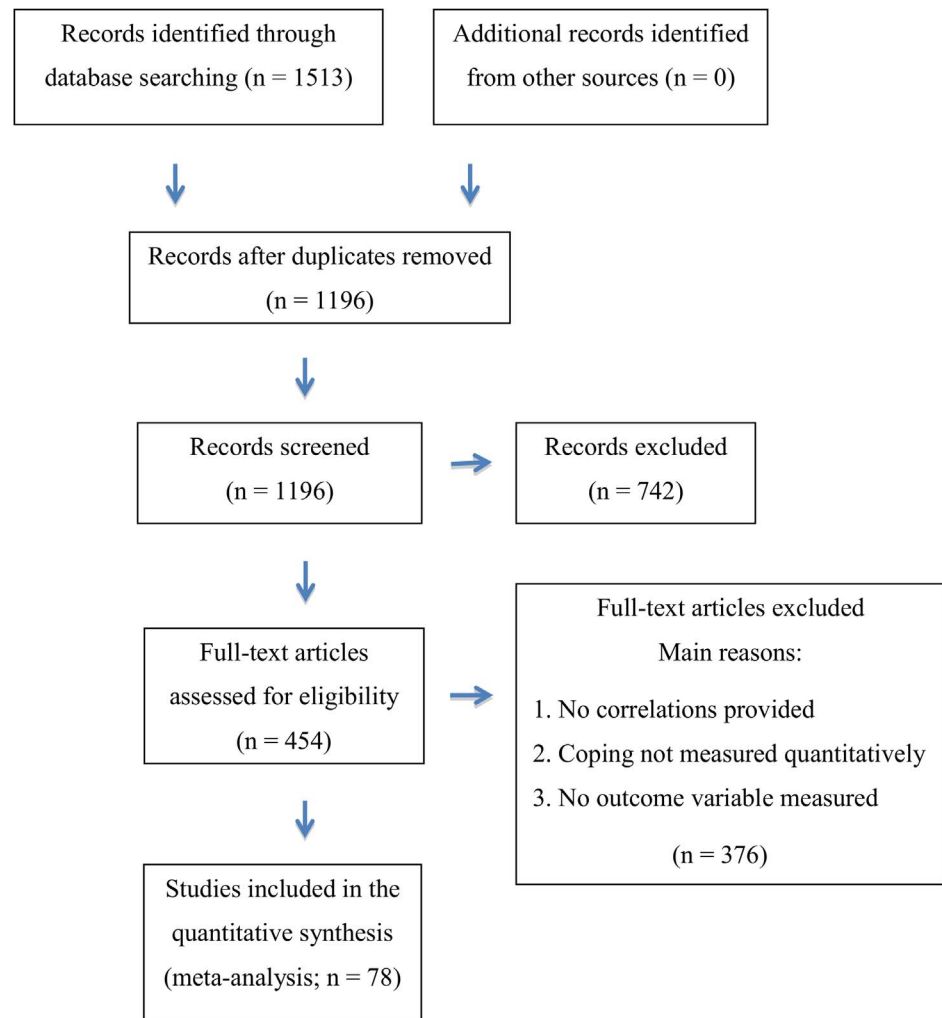 Records identified through
database searching (n = 1513)
Additional records identified
from other sources (n = 0)
Records after duplicates removed
(n = 1196)
Records screened
(n = 1196)
Records excluded
(n = 742)
Full-text articles
assessed for eligibility
(n = 454)
Full-text articles excluded
Main reasons:
1. No correlations provided
2. Coping not measured quantitatively
3. No outcome variable measured
(n = 376)
Studies included in the
quantitative synthesis
(meta-analysis; n = 78)